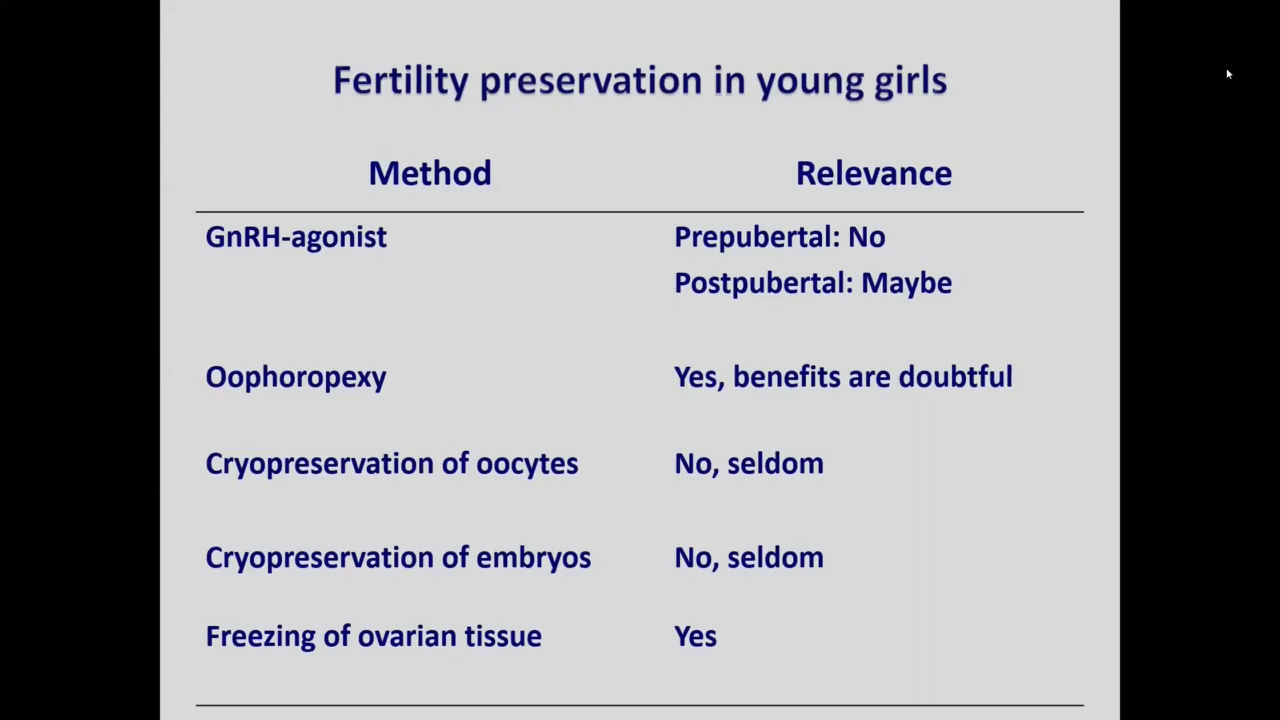 Fertility preservation in young girls
Method Relevance
GnRH-agonist Prepubertal: No
Postpubertal: Maybe
Oophoropexy Yes, benefits are doubtful
Cryopreservation of oocytes No, seldom
Cryopreservation of embryos No, seldom
Freezing of ovarian tissue Yes